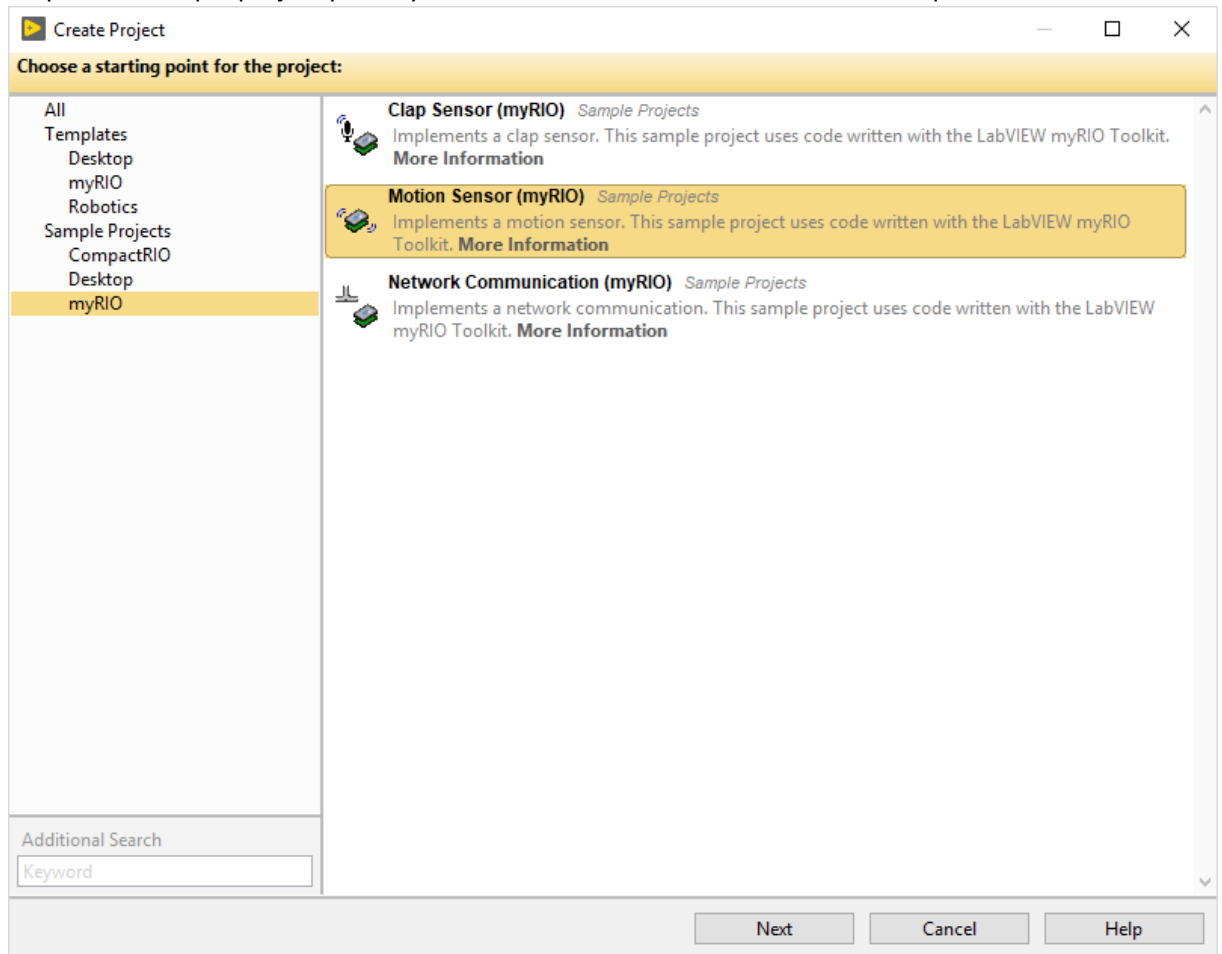 Create Project
Choose a starting point for the project:
All
Templates
Desktop
myRIO
Robotics
Sample Projects
CompactRIO
Desktop
myRIO
Clap Sensor (myRIO) Sample Projects
Implements a clap sensor. This sample project uses code written with the LabVIEW myRIO Toolkit.
More Information
Motion Sensor (myRIO) Sample Projects
Implements a motion sensor. This sample project uses code written with the LabVIEW myRIO
Toolkit. More Information
Network Communication (myRIO) Sample Projects
Implements a network communication. This sample project uses code written with the LabVIEW
myRIO Toolkit. More Information
Additional Search
Keyword
Next Cancel Help